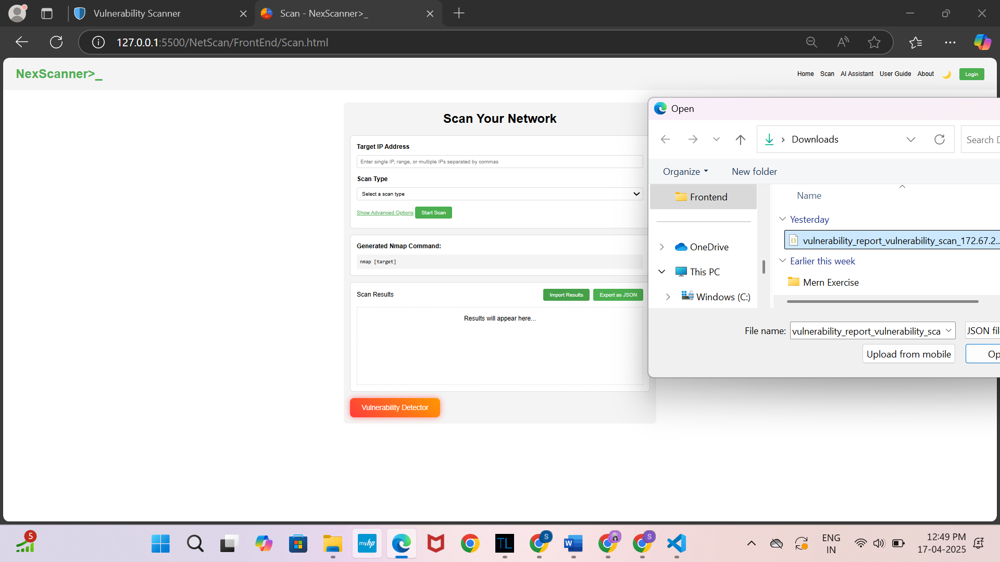 Vulnerability Scanner
Scan - NexScanner>_
127.0.0.1:5500/NetScan/FrontEnd/Scan.html
NexScanner>_
Home Scan AI Assistant User Guide About Login
Scan Your Network
Target IP Address
Enter single IP, range, or multiple IPs separated by commas
Scan Type
Select a scan type
Show Advanced Options Start Scan
Generated Nmap Command:
nmap [target]
Scan Results Import Results Export as JSON
Results will appear here...
Vulnerability Detector
Open
Downloads
Search D
Organize New folder
Frontend
OneDrive
This PC
Windows (C:)
Name
Yesterday
vulnerability_report_vulnerability_scan_172.67.2...
Earlier this week
Mern Exercise
File name: vulnerability_report_vulnerability_sca JSON fil
Upload from mobile Op
5
myhp
TL
S
W
S
ENG
IN
12:49 PM
17-04-2025